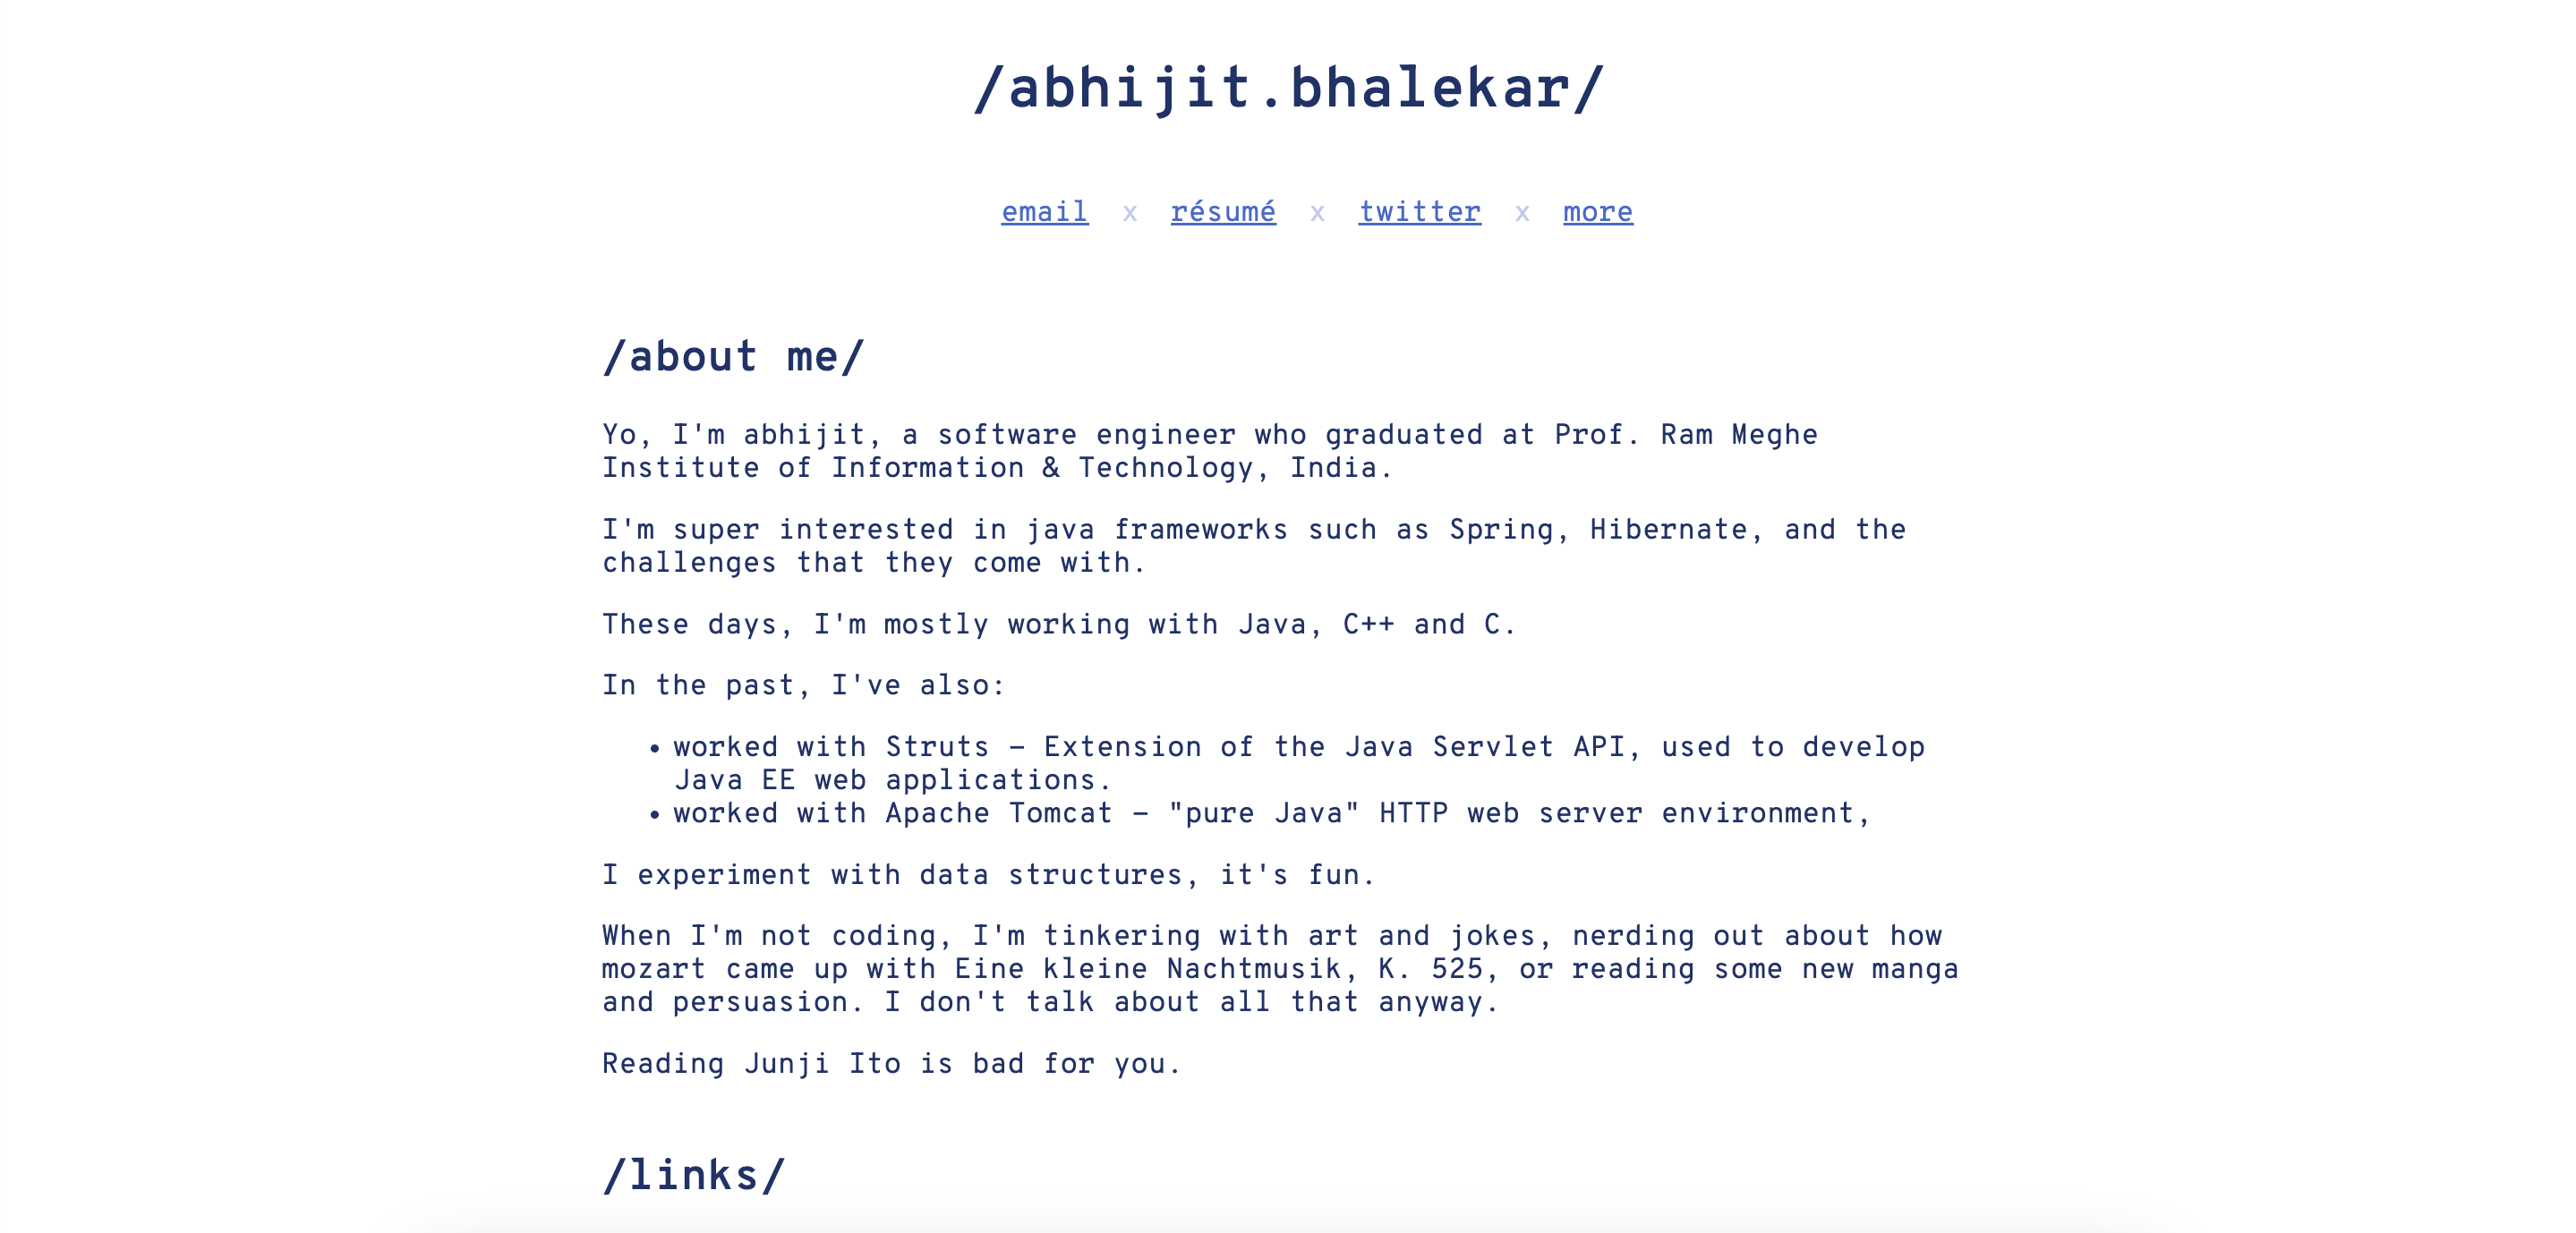 /abhijit.bhalekar/
email x résumé x twitter x more
/about me/
Yo, I'm abhijit, a software engineer who graduated at Prof. Ram Meghe
Institute of Information & Technology, India.
I'm super interested in java frameworks such as Spring, Hibernate, and the
challenges that they come with.
These days, I'm mostly working with Java, C++ and C.
In the past, I've also:
• worked with Struts – Extension of the Java Servlet API, used to develop
Java EE web applications.
• worked with Apache Tomcat – "pure Java" HTTP web server environment,
I experiment with data structures, it's fun.
When I'm not coding, I'm tinkering with art and jokes, nerding out about how
mozart came up with Eine kleine Nachtmusik, K. 525, or reading some new manga
and persuasion. I don't talk about all that anyway.
Reading Junji Ito is bad for you.
/links/